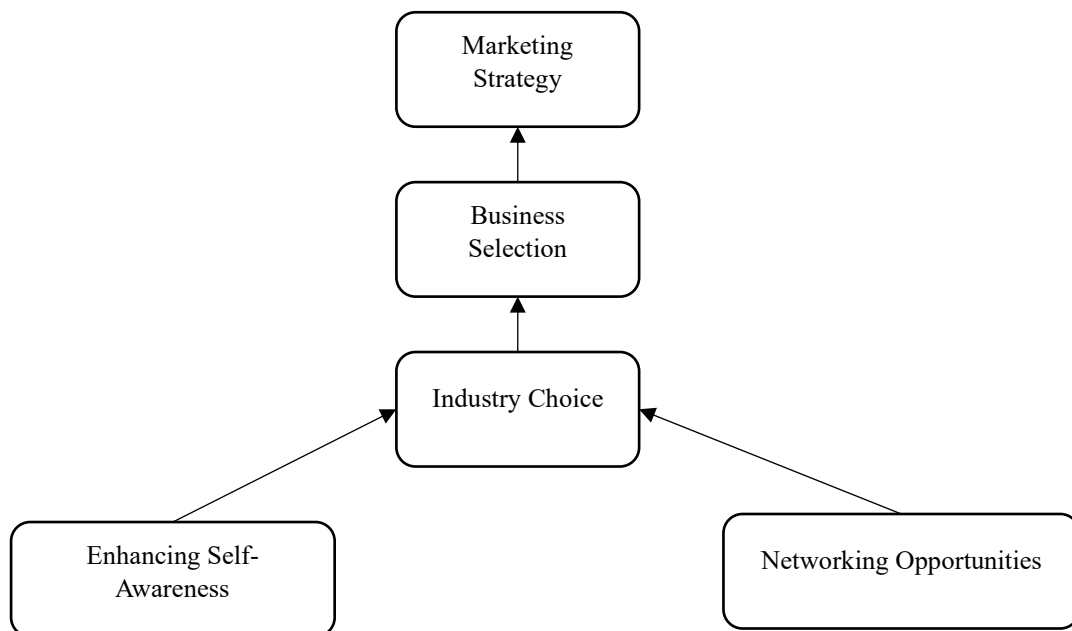 Marketing
Strategy
Business
Selection
Industry Choice
Enhancing Self-
Awareness
Networking Opportunities